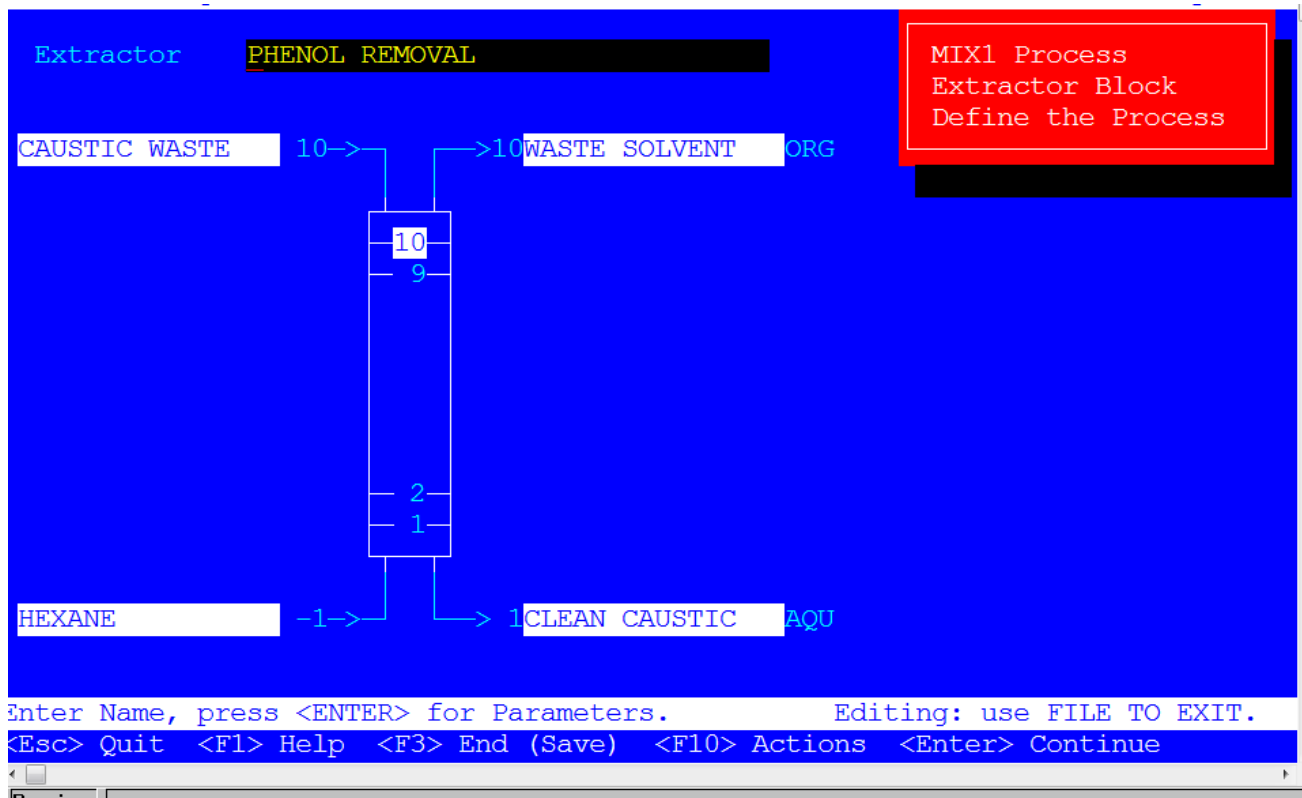 Extractor PHENOL REMOVAL
MIX1 Process
Extractor Block
Define the Process
CAUSTIC WASTE 10-> >10WASTE SOLVENT ORG
10
9
2
1
HEXANE -1-> > 1CLEAN CAUSTIC AQU
Enter Name, press <ENTER> for Parameters. Editing: use FILE TO EXIT.
<Esc> Quit <F1> Help <F3> End (Save) <F10> Actions <Enter> Continue